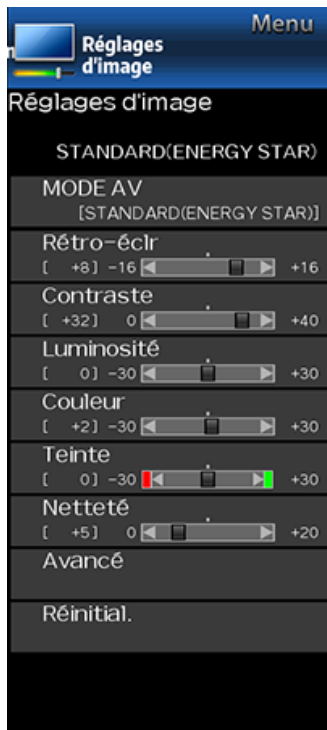 Menu
Réglages
d'image
Réglages d'image
STANDARD(ENERGY STAR)
MODE AV
[STANDARD(ENERGY STAR)]
Rétro-éclr
[ +8] -16 +16
Contraste
[ +32] 0 +40
Luminosité
[ 0] -30 +30
Couleur
[ +2] -30 +30
Teinte
[ 0] -30 +30
Netteté
[ +5] 0 +20
Avancé
Réinitial.